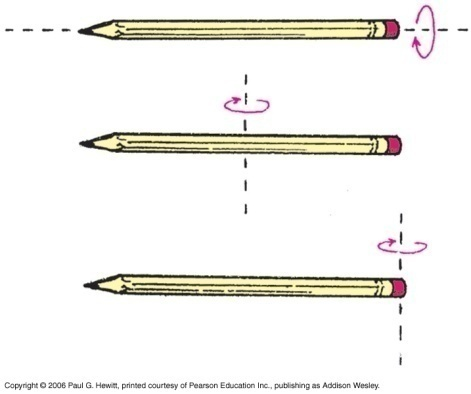 Copyright © 2006 Paul G. Hewitt, printed courtesy of Pearson Education Inc., publishing as Addison Wesley.